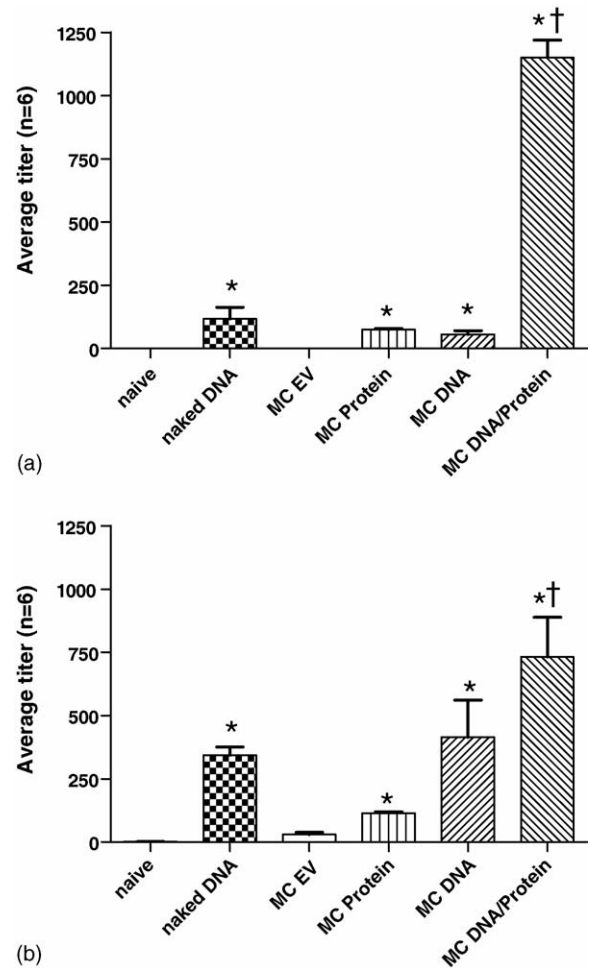 1250
1000
750
500
250
0
Average titer (n=6)
*
*
*
*†
naive
naked DNA
MC EV
MC Protein
MC DNA
MC DNA/Protein
(a)
1250
1000
750
500
250
0
Average titer (n=6)
*
*
*
*†
naive
naked DNA
MC EV
MC Protein
MC DNA
MC DNA/Protein
(b)